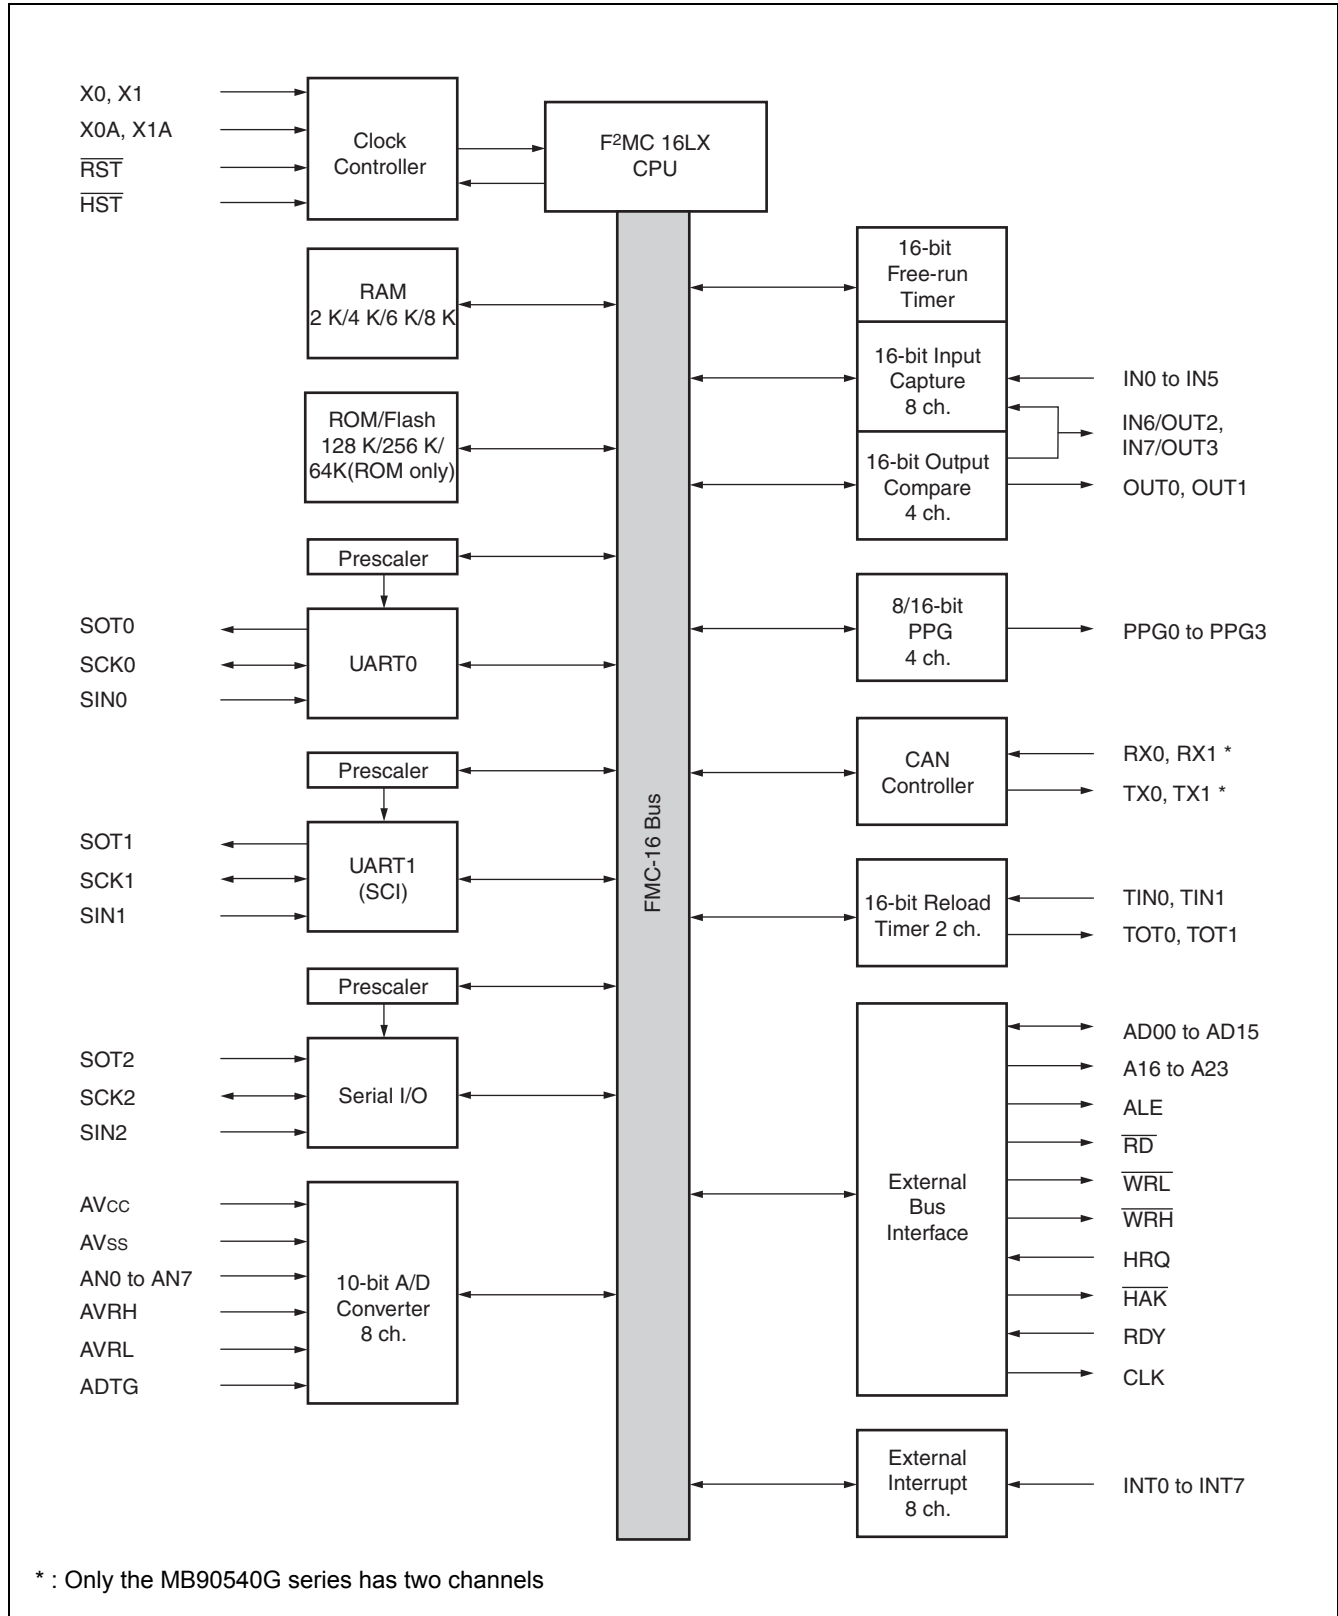 X0, X1
X0A, X1A
RST
HST
Clock
Controller
F²MC 16LX
CPU
RAM
2 K/4 K/6 K/8 K
ROM/Flash
128 K/256 K/
64K(ROM only)
Prescaler
SOT0
SCK0
SIN0
UART0
Prescaler
SOT1
SCK1
SIN1
UART1
(SCI)
Prescaler
SOT2
SCK2
SIN2
Serial I/O
AVCC
AVSS
AN0 to AN7
AVRH
AVRL
ADTG
10-bit A/D
Converter
8 ch.
FMC-16 Bus
16-bit
Free-run
Timer
16-bit Input
Capture
8 ch.
16-bit Output
Compare
4 ch.
IN0 to IN5
IN6/OUT2,
IN7/OUT3
OUT0, OUT1
8/16-bit
PPG
4 ch.
PPG0 to PPG3
CAN
Controller
RX0, RX1 *
TX0, TX1 *
16-bit Reload
Timer 2 ch.
TIN0, TIN1
TOT0, TOT1
External
Bus
Interface
AD00 to AD15
A16 to A23
ALE
RD
WRL
WRH
HRQ
HAK
RDY
CLK
External
Interrupt
8 ch.
INT0 to INT7
* : Only the MB90540G series has two channels